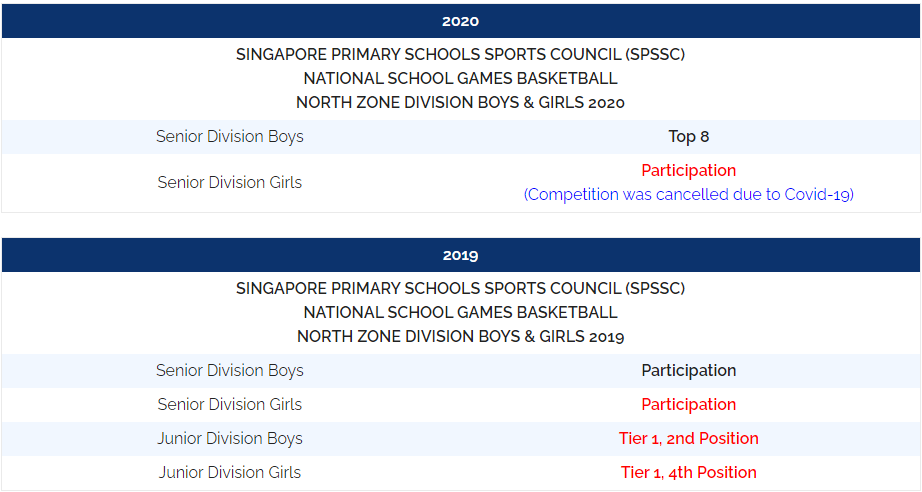 2020
SINGAPORE PRIMARY SCHOOLS SPORTS COUNCIL (SPSSC)
NATIONAL SCHOOL GAMES BASKETBALL
NORTH ZONE DIVISION BOYS & GIRLS 2020
Senior Division Boys Top 8
Senior Division Girls Participation
(Competition was cancelled due to Covid-19)
2019
SINGAPORE PRIMARY SCHOOLS SPORTS COUNCIL (SPSSC)
NATIONAL SCHOOL GAMES BASKETBALL
NORTH ZONE DIVISION BOYS & GIRLS 2019
Senior Division Boys Participation
Senior Division Girls Participation
Junior Division Boys Tier 1, 2nd Position
Junior Division Girls Tier 1, 4th Position